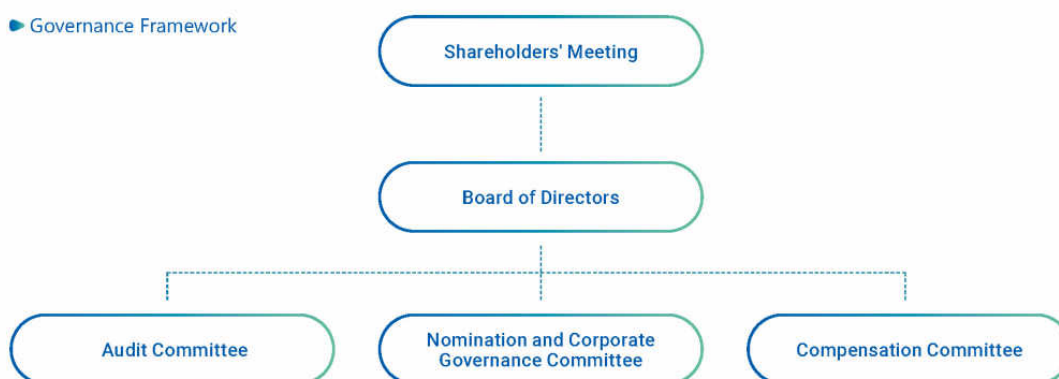 Governance Framework
Shareholders' Meeting
Board of Directors
Audit Committee
Nomination and Corporate
Governance Committee
Compensation Committee